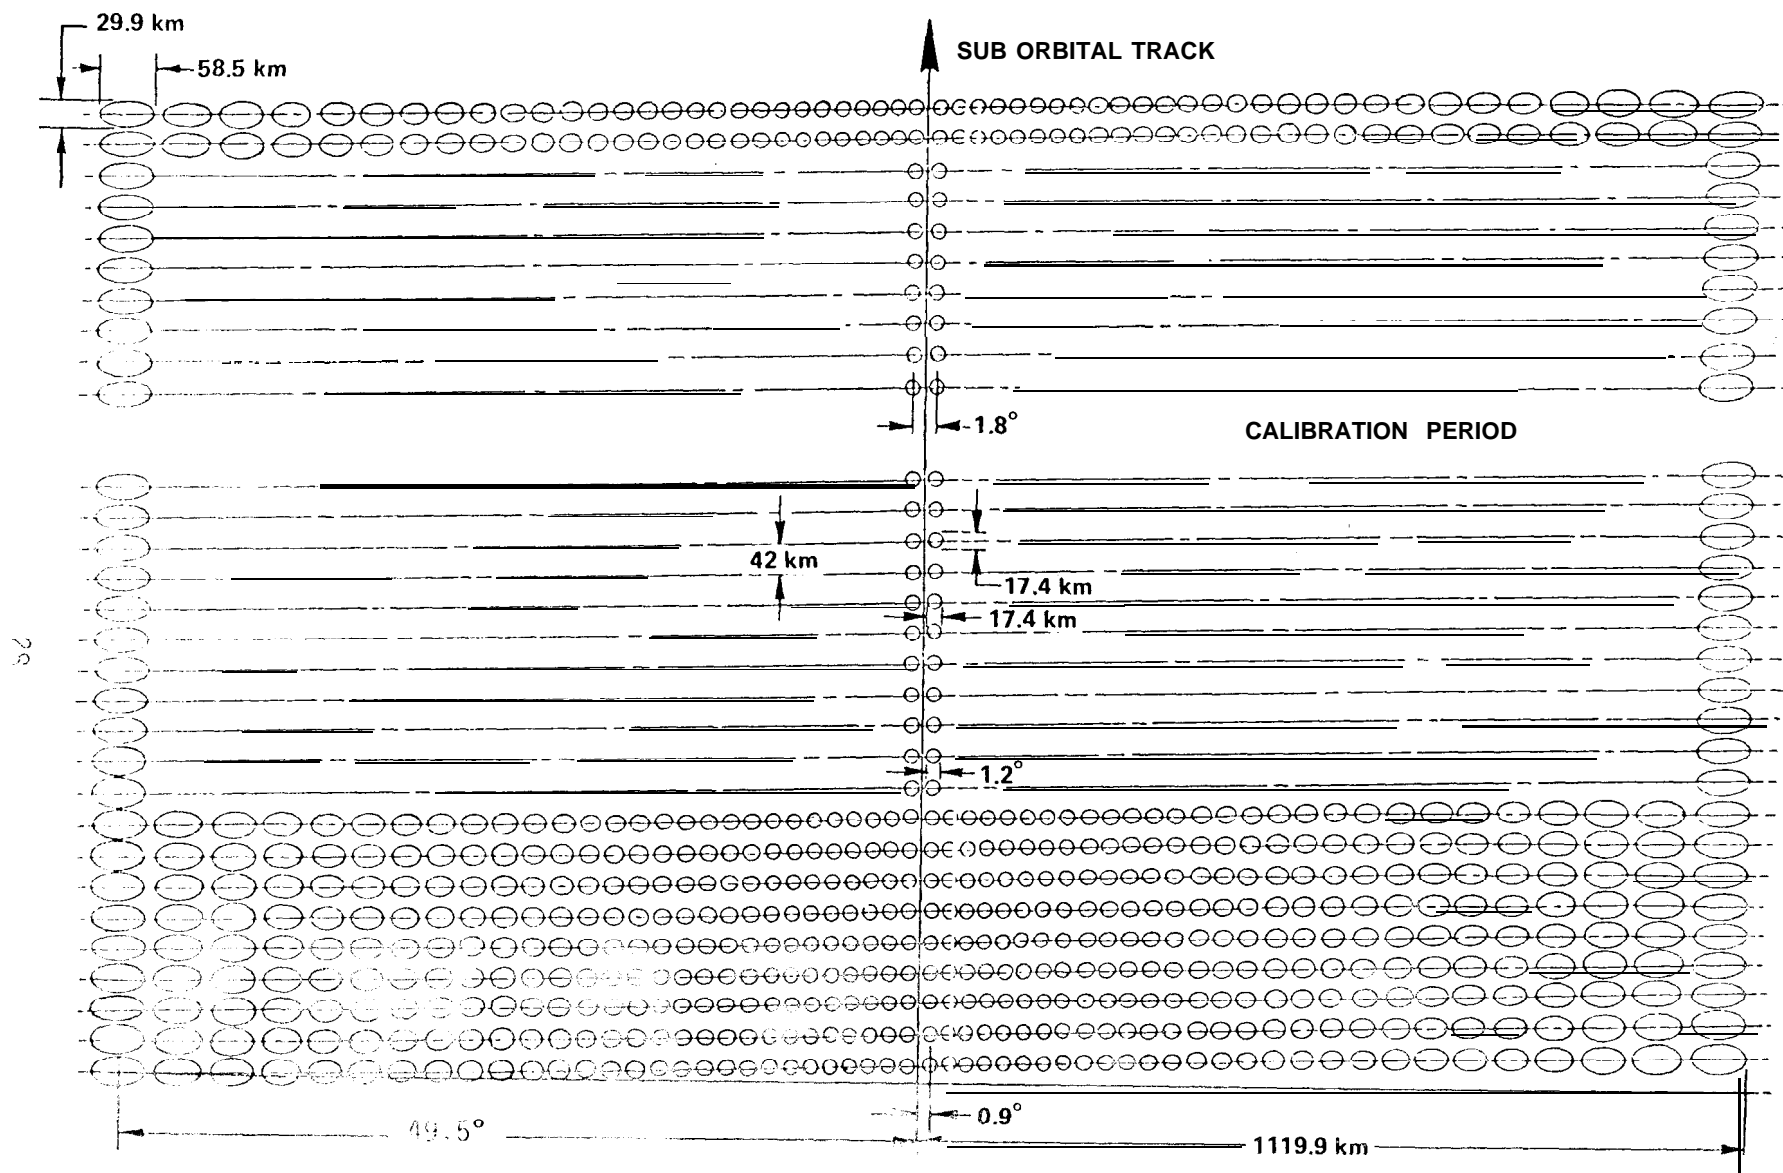 29.9 km
58.5 km
SUB ORBITAL TRACK
1.8°
CALIBRATION PERIOD
42 km
17.4 km
17.4 km
28
1.2°
0.9°
49.5°
1119.9 km